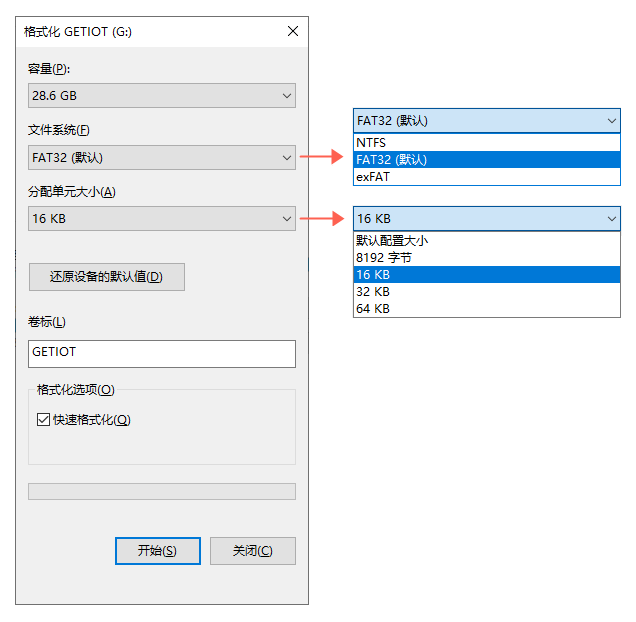 格式化 GETIOT (G:)
容量(P):
28.6 GB
文件系统(F)
FAT32 (默认)
分配单元大小(A)
16 KB
还原设备的默认值(D)
卷标(L)
GETIOT
格式化选项(O)
快速格式化(Q)
开始(S)
关闭(C)
FAT32 (默认)
NTFS
FAT32 (默认)
exFAT
16 KB
默认配置大小
8192 字节
16 KB
32 KB
64 KB